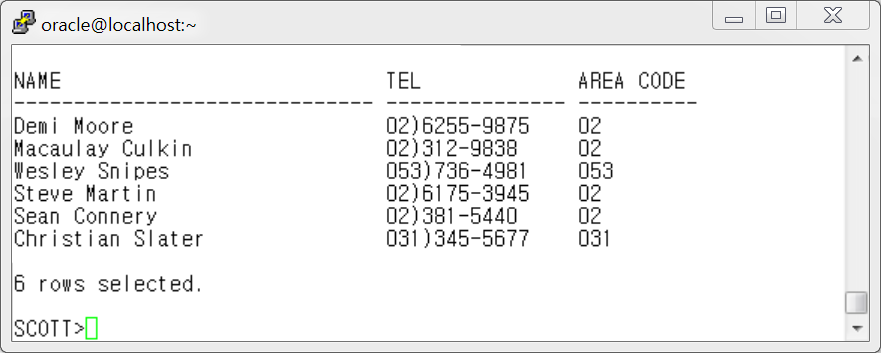 oracle@localhost:~
NAME                           TEL             AREA CODE
------------------------------ --------------- ----------
Demi Moore                     02)6255-9875    02
Macaulay Culkin                02)312-9838     02
Wesley Snipes                  053)736-4981    053
Steve Martin                   02)6175-3945    02
Sean Connery                   02)381-5440     02
Christian Slater               031)345-5677    031
6 rows selected.
SCOTT>